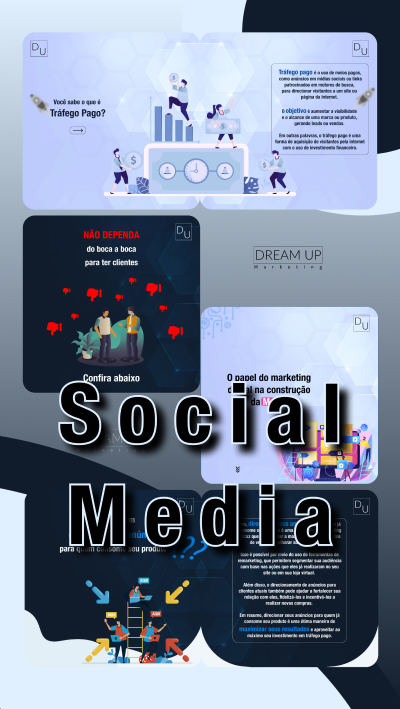 D U
D U
Você sabe o que é
Tráfego Pago?
Tráfego pago é o uso de meios pagos,
como anúncios em mídias sociais ou links
patrocinados em motores de busca,
para direcionar visitantes a um site ou
página da internet.
O objetivo é aumentar a visibilidade
e o alcance de uma marca ou produto,
gerando leads ou vendas.
Em outras palavras, o tráfego pago é uma
forma de aquisição de visitantes pela internet
com o uso de investimento financeiro.
D U
NÃO DEPENDA
do boca a boca
para ter clientes
Confira abaixo
DREAM UP
Marketing
D U
O papel do marketing
na construção
da
Social
Media
para quem consome seu produto
???
D U
Isso é possível por meio do uso de ferramentas de
remarketing, que permitem segmentar sua audiência
com base nas ações que eles já realizaram no seu
site ou em sua loja virtual.
Além disso, o direcionamento de anúncios para
clientes atuais também pode ajudar a fortalecer sua
relação com eles, fidelizá-los e incentivá-los a
realizar novas compras.
Em resumo, direcionar seus anúncios para quem já
consome seu produto é uma ótima maneira de
maximizar seus resultados e aproveitar ao
máximo seu investimento em tráfego pago.